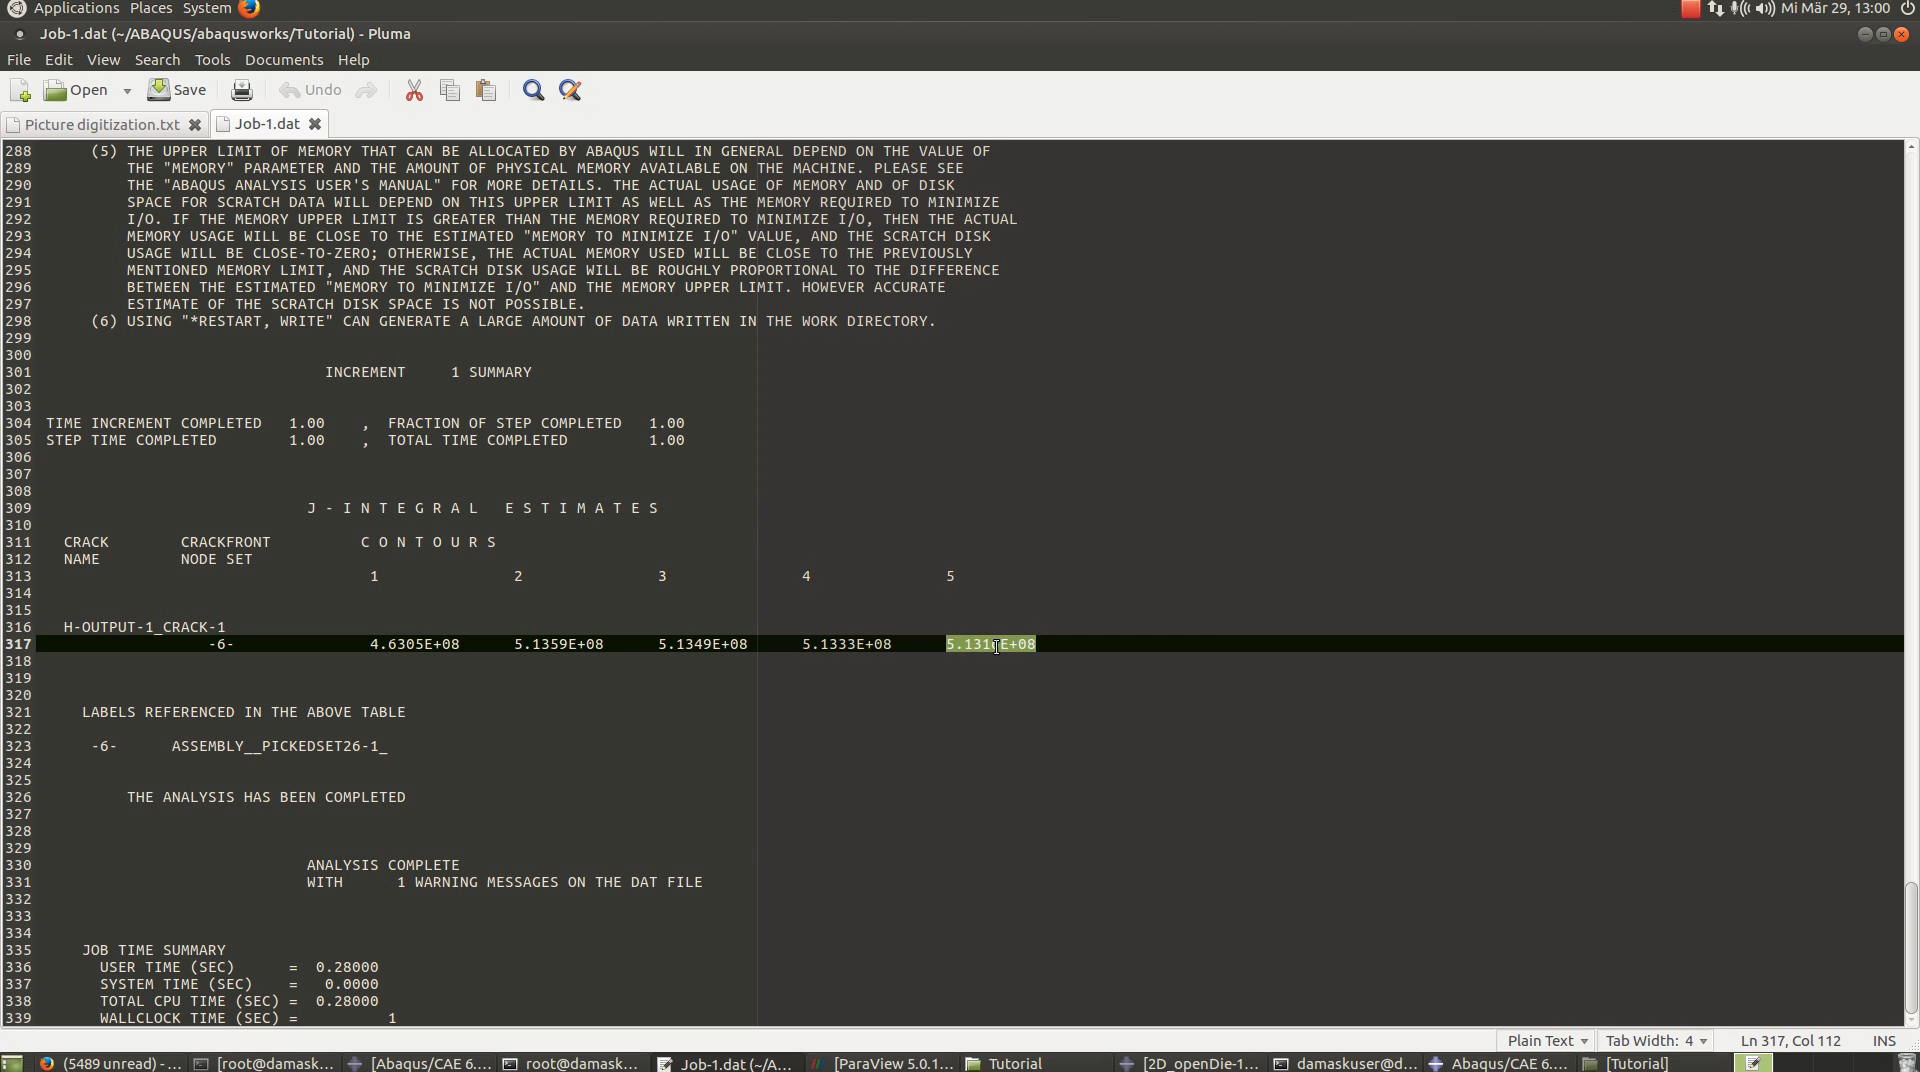 Applications Places System Mi Mär 29, 13:00
Job-1.dat (~/ABAQUS/abaqusworks/Tutorial) - Pluma
File Edit View Search Tools Documents Help
Open Save Undo
Picture digitization.txt Job-1.dat
288 (5) THE UPPER LIMIT OF MEMORY THAT CAN BE ALLOCATED BY ABAQUS WILL IN GENERAL DEPEND ON THE VALUE OF
289 THE "MEMORY" PARAMETER AND THE AMOUNT OF PHYSICAL MEMORY AVAILABLE ON THE MACHINE. PLEASE SEE
290 THE "ABAQUS ANALYSIS USER'S MANUAL" FOR MORE DETAILS. THE ACTUAL USAGE OF MEMORY AND OF DISK
291 SPACE FOR SCRATCH DATA WILL DEPEND ON THIS UPPER LIMIT AS WELL AS THE MEMORY REQUIRED TO MINIMIZE
292 I/O. IF THE MEMORY UPPER LIMIT IS GREATER THAN THE MEMORY REQUIRED TO MINIMIZE I/O, THEN THE ACTUAL
293 MEMORY USAGE WILL BE CLOSE TO THE ESTIMATED "MEMORY TO MINIMIZE I/O" VALUE, AND THE SCRATCH DISK
294 USAGE WILL BE CLOSE-TO-ZERO; OTHERWISE, THE ACTUAL MEMORY USED WILL BE CLOSE TO THE PREVIOUSLY
295 MENTIONED MEMORY LIMIT, AND THE SCRATCH DISK USAGE WILL BE ROUGHLY PROPORTIONAL TO THE DIFFERENCE
296 BETWEEN THE ESTIMATED "MEMORY TO MINIMIZE I/O" AND THE MEMORY UPPER LIMIT. HOWEVER ACCURATE
297 ESTIMATE OF THE SCRATCH DISK SPACE IS NOT POSSIBLE.
298 (6) USING "*RESTART, WRITE" CAN GENERATE A LARGE AMOUNT OF DATA WRITTEN IN THE WORK DIRECTORY.
299
300
301 INCREMENT 1 SUMMARY
302
303
304 TIME INCREMENT COMPLETED 1.00 , FRACTION OF STEP COMPLETED 1.00
305 STEP TIME COMPLETED 1.00 , TOTAL TIME COMPLETED 1.00
306
307
308
309 J - I N T E G R A L E S T I M A T E S
310
311 CRACK CRACKFRONT C O N T O U R S
312 NAME NODE SET
313 1 2 3 4 5
314
315
316 H-OUTPUT-1_CRACK-1
317 -6- 4.6305E+08 5.1359E+08 5.1349E+08 5.1333E+08
318
319
320
321 LABELS REFERENCED IN THE ABOVE TABLE
322
323 -6- ASSEMBLY__PICKEDSET26-1_
324
325
326 THE ANALYSIS HAS BEEN COMPLETED
327
328
329
330 ANALYSIS COMPLETE
331 WITH 1 WARNING MESSAGES ON THE DAT FILE
332
333
334
335 JOB TIME SUMMARY
336 USER TIME (SEC) = 0.28000
337 SYSTEM TIME (SEC) = 0.0000
338 TOTAL CPU TIME (SEC) = 0.28000
339 WALLCLOCK TIME (SEC) = 1
Plain Text Tab Width: 4 Ln 317, Col 112 INS
(5489 unread) - ... [root@damask... [Abaqus/CAE 6.... root@damask... Job-1.dat (~/A... [ParaView 5.0.1... Tutorial [2D_openDie-1... damaskuser@d... Abaqus/CAE 6.... [Tutorial]